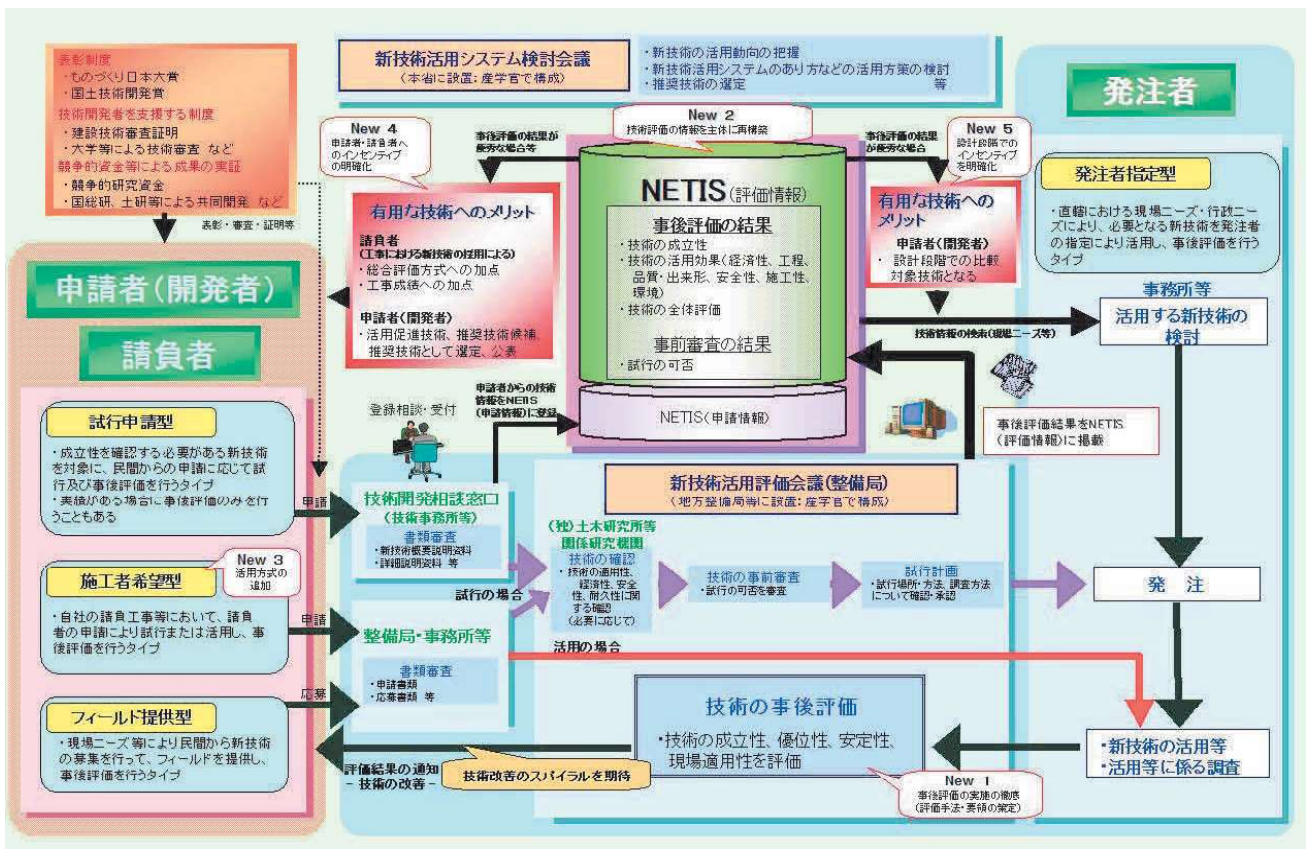 表彰制度
・ものづくり日本大賞
・国土技術開発賞
技術開発者を支援する制度
・建設技術審査証明
・大学等による技術審査 など
競争的資金等による成果の実証
・競争的研究資金
・国総研、土研等による共同開発 など
表彰・審査・証明等
新技術活用システム検討会議
(本省に設置:産学官で構成)
・新技術の活用動向の把握
・新技術活用システムのあり方などの活用方策の検討
・推奨技術の選定 等
New 4
申請者・請負者へ
のインセンティブ
の明確化
事後評価の結果が
優秀な場合等
New 2
技術評価の情報を主体に再構築
事後評価の結果
が優秀な場合
New 5
設計段階での
インセンティブ
を明確化
有用な技術へのメリット
請負者
(工事における新技術の採用による)
・総合評価方式への加点
・工事成績への加点
申請者(開発者)
・活用促進技術、推奨技術候補、
推奨技術として選定、公表
NETIS(評価情報)
事後評価の結果
・技術の成立性
・技術の活用効果(経済性、工程、
品質・出来形、安全性、施工性、
環境)
・技術の全体評価
事前審査の結果
・試行の可否
NETIS(申請情報)
有用な技術への
メリット
申請者(開発者)
・設計段階での比較
対象技術となる
技術情報の検索(現場ニーズ等)
発注者
発注者指定型
・直轄における現場ニーズ・行政ニー
ズにより、必要となる新技術を発注者
の指定により活用し、事後評価を行う
タイプ
事務所等
活用する新技術の
検討
発 注
・新技術の活用等
・活用等に係る調査
申請者(開発者)
請負者
試行申請型
・成立性を確認する必要がある新技術
を対象に、民間からの申請に応じて試
行及び事後評価を行うタイプ
・実績がある場合に事後評価のみを行
うこともある
申請
New 3
活用方式の
追加
施工者希望型
・自社の請負工事等において、請負
者の申請により試行または活用し、事
後評価を行うタイプ
申請
フィールド提供型
・現場ニーズ等により民間から新技術
の募集を行って、フィールドを提供し、
事後評価を行うタイプ
応募
登録相談・受付
申請者からの技術
情報をNETIS
(申請情報)に登録
事後評価結果をNETIS
(評価情報)に掲載
新技術活用評価会議(整備局)
(地方整備局等に設置:産学官で構成)
技術開発相談窓口
(技術事務所等)
書類審査
・新技術概要説明資料
・詳細説明資料 等
試行の場合
(独)土木研究所等
関係研究機関
技術の確認
・技術の適用性、
経済性、安全
性、耐久性に関
する確認
(必要に応じて)
技術の事前審査
・試行の可否を審査
試行計画
・試行場所・方法、調査方法
について確認・承認
整備局・事務所等
書類審査
・申請書類
・応募書類 等
活用の場合
技術の事後評価
・技術の成立性、優位性、安定性、
現場適用性を評価
New 1
事後評価の実施の徹底
(評価手法・要領の策定)
評価結果の通知
- 技術の改善 -
技術改善のスパイラルを期待